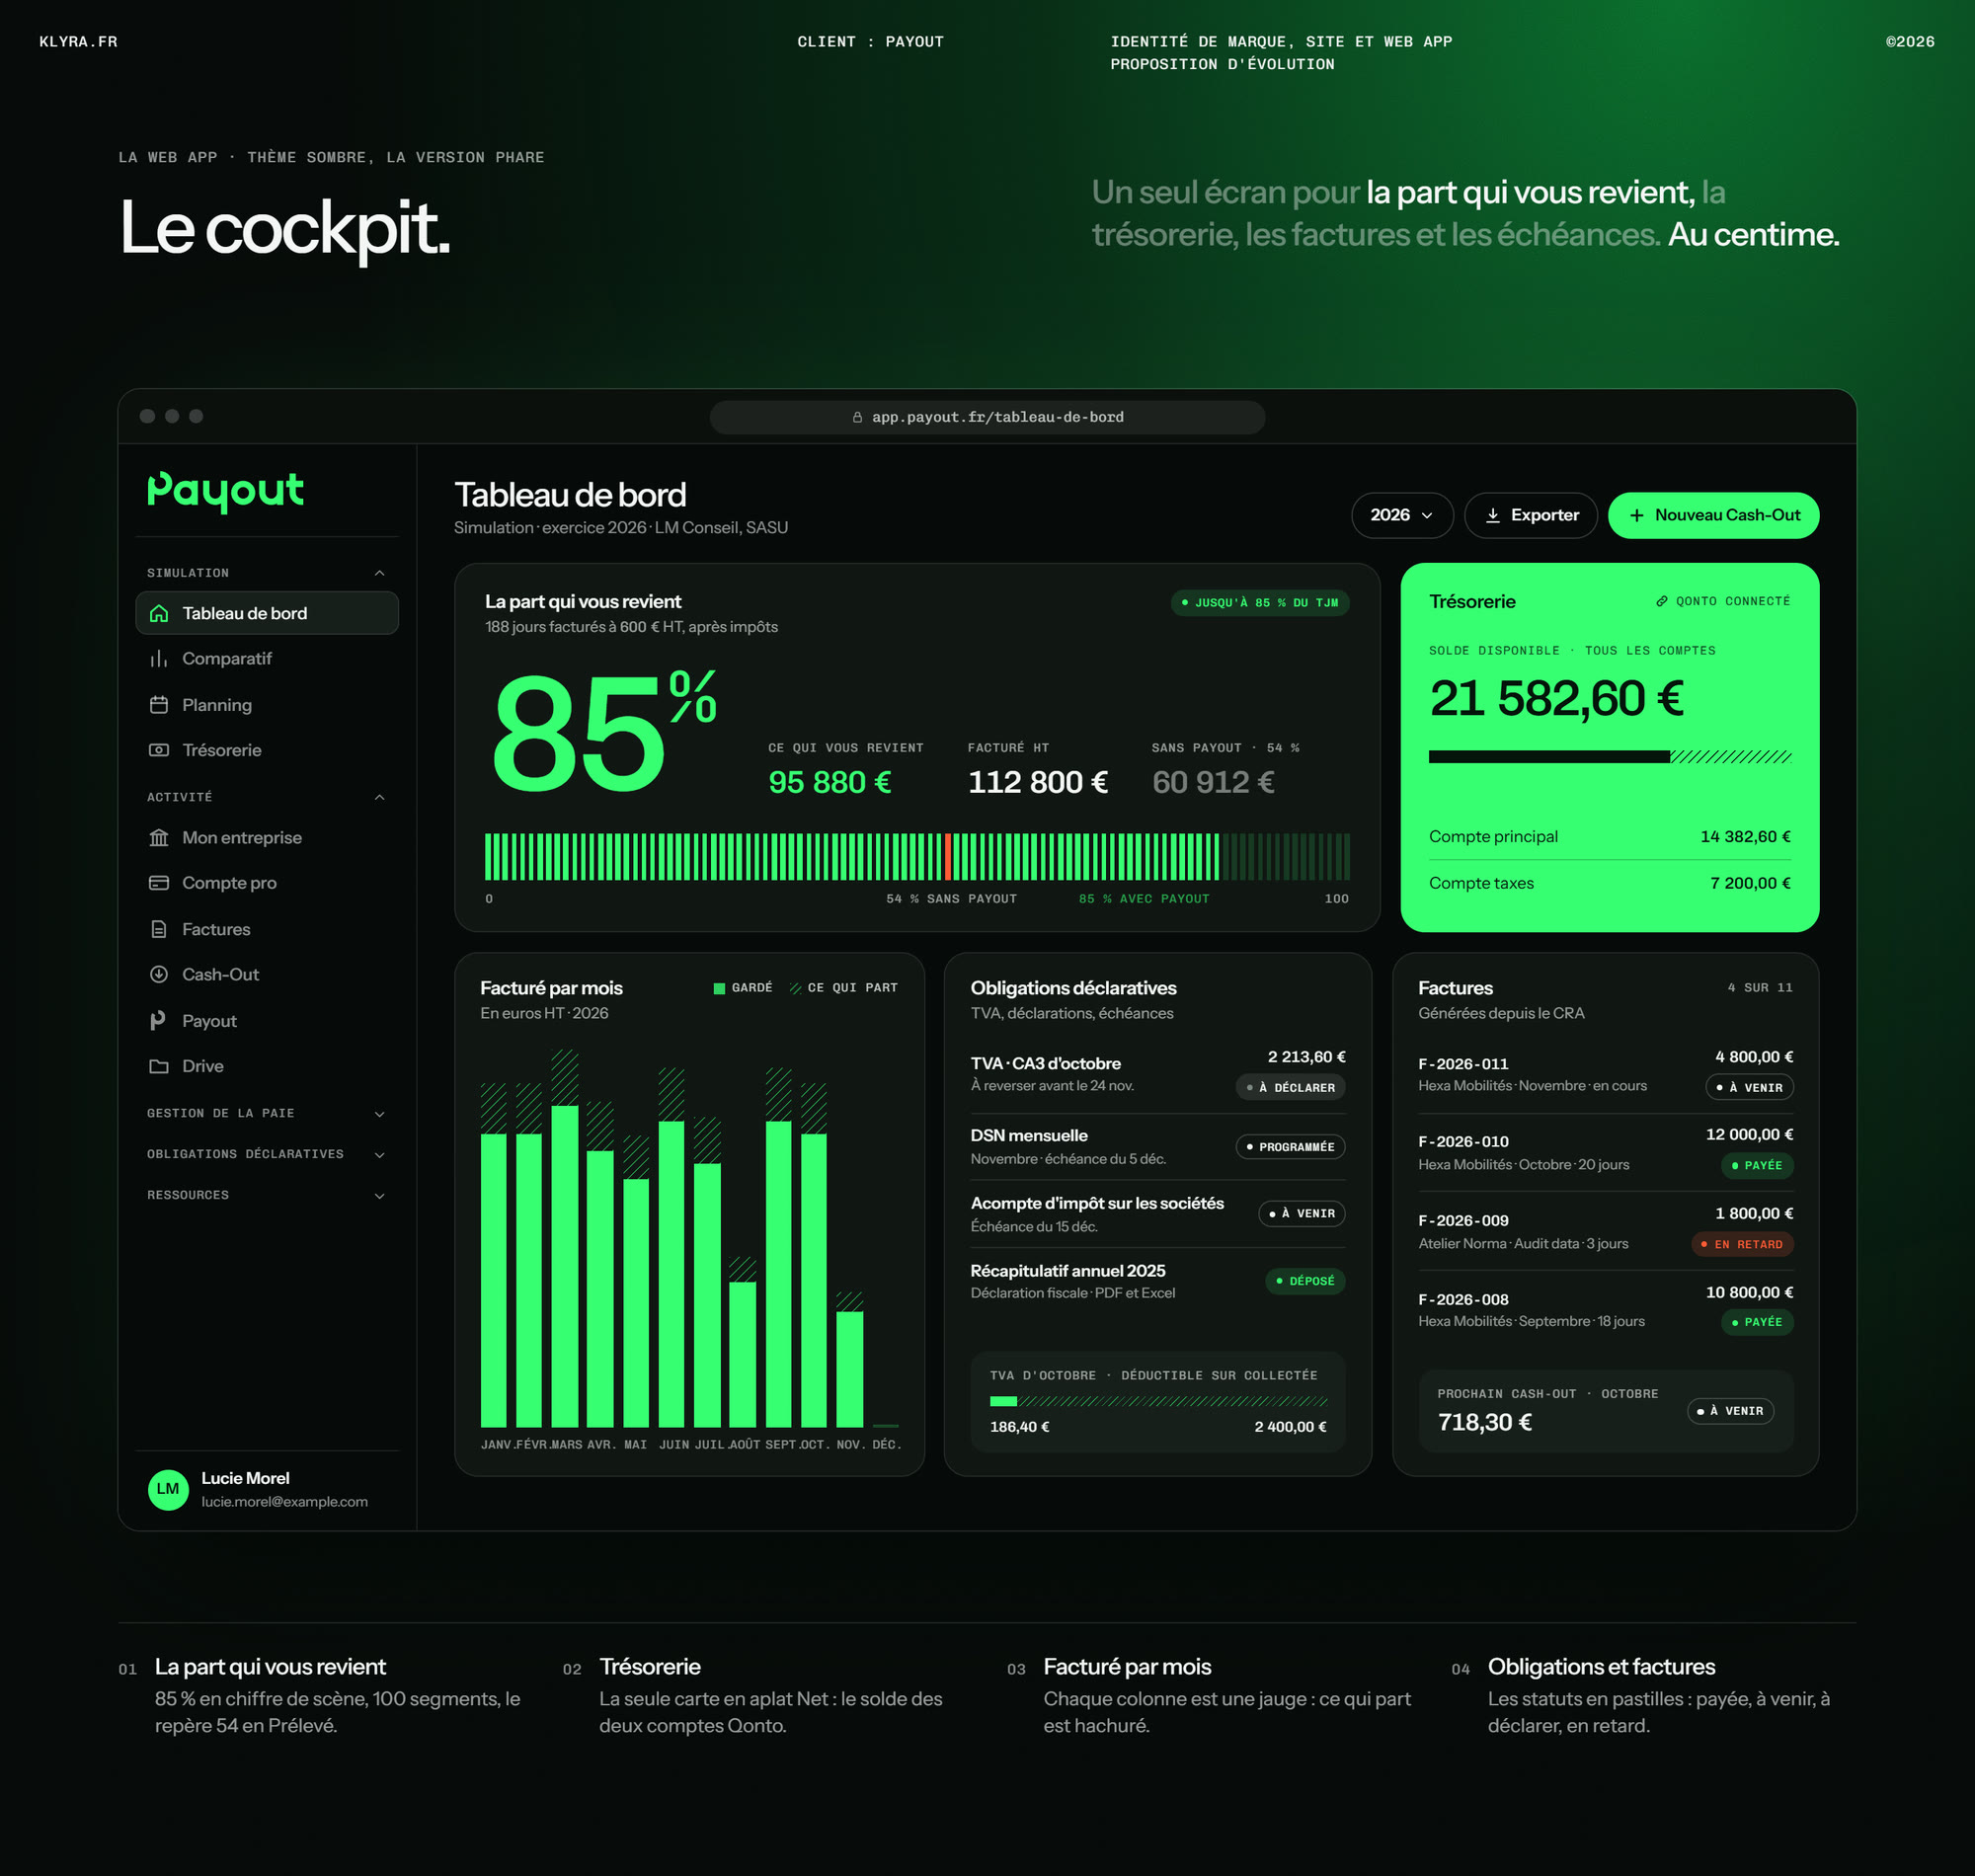 KLYRA.FR
CLIENT : PAYOUT
IDENTITÉ DE MARQUE, SITE ET WEB APP
PROPOSITION D'ÉVOLUTION
©2026
LA WEB APP · THÈME SOMBRE, LA VERSION PHARE
Le cockpit.
Un seul écran pour la part qui vous revient, la
trésorerie, les factures et les échéances. Au centime.
app.payout.fr/tableau-de-bord
Payout
SIMULATION
Tableau de bord
Comparatif
Planning
Trésorerie
ACTIVITÉ
Mon entreprise
Compte pro
Factures
Cash-Out
Payout
Drive
GESTION DE LA PAIE
OBLIGATIONS DÉCLARATIVES
RESSOURCES
LM
Lucie Morel
lucie.morel@example.com
Tableau de bord
Simulation · exercice 2026 · LM Conseil, SASU
2026
Exporter
Nouveau Cash-Out
La part qui vous revient
188 jours facturés à 600 € HT, après impôts
JUSQU'À 85 % DU TJM
85%
CE QUI VOUS REVIENT
95 880 €
FACTURÉ HT
112 800 €
SANS PAYOUT · 54 %
60 912 €
0
54 % SANS PAYOUT
85 % AVEC PAYOUT
100
Trésorerie
QONTO CONNECTÉ
SOLDE DISPONIBLE · TOUS LES COMPTES
21 582,60 €
Compte principal
14 382,60 €
Compte taxes
7 200,00 €
Facturé par mois
En euros HT · 2026
GARDÉ
CE QUI PART
JANV. FÉVR. MARS AVR. MAI JUIN JUIL. AOÛT SEPT. OCT. NOV. DÉC.
Obligations déclaratives
TVA, déclarations, échéances
TVA · CA3 d'octobre
À reverser avant le 24 nov.
2 213,60 €
À DÉCLARER
DSN mensuelle
Novembre · échéance du 5 déc.
PROGRAMMÉE
Acompte d'impôt sur les sociétés
Échéance du 15 déc.
À VENIR
Récapitulatif annuel 2025
Déclaration fiscale · PDF et Excel
DÉPOSÉ
TVA D'OCTOBRE · DÉDUCTIBLE SUR COLLECTÉE
186,40 €
2 400,00 €
Factures
Générées depuis le CRA
4 SUR 11
F-2026-011
Hexa Mobilités · Novembre · en cours
4 800,00 €
À VENIR
F-2026-010
Hexa Mobilités · Octobre · 20 jours
12 000,00 €
PAYÉE
F-2026-009
Atelier Norma · Audit data · 3 jours
1 800,00 €
EN RETARD
F-2026-008
Hexa Mobilités · Septembre · 18 jours
10 800,00 €
PAYÉE
PROCHAIN CASH-OUT · OCTOBRE
718,30 €
À VENIR
01
La part qui vous revient
85 % en chiffre de scène, 100 segments, le
repère 54 en Prélevé.
02
Trésorerie
La seule carte en aplat Net : le solde des
deux comptes Qonto.
03
Facturé par mois
Chaque colonne est une jauge : ce qui part
est hachuré.
04
Obligations et factures
Les statuts en pastilles : payée, à venir, à
déclarer, en retard.